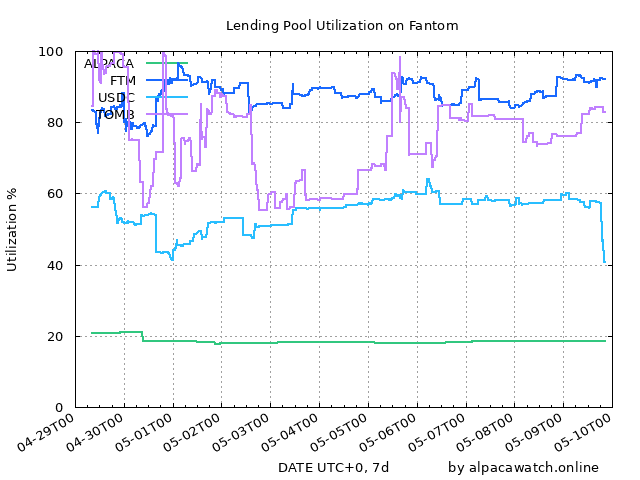 Lending Pool Utilization on Fantom
100
80
60
40
20
0
Utilization %
ALPACA
FTM
USDC
TOMB
04-29T00
04-30T00
05-01T00
05-02T00
05-03T00
05-04T00
05-05T00
05-06T00
05-07T00
05-08T00
05-09T00
05-10T00
DATE UTC+0, 7d by alpacawatch.online